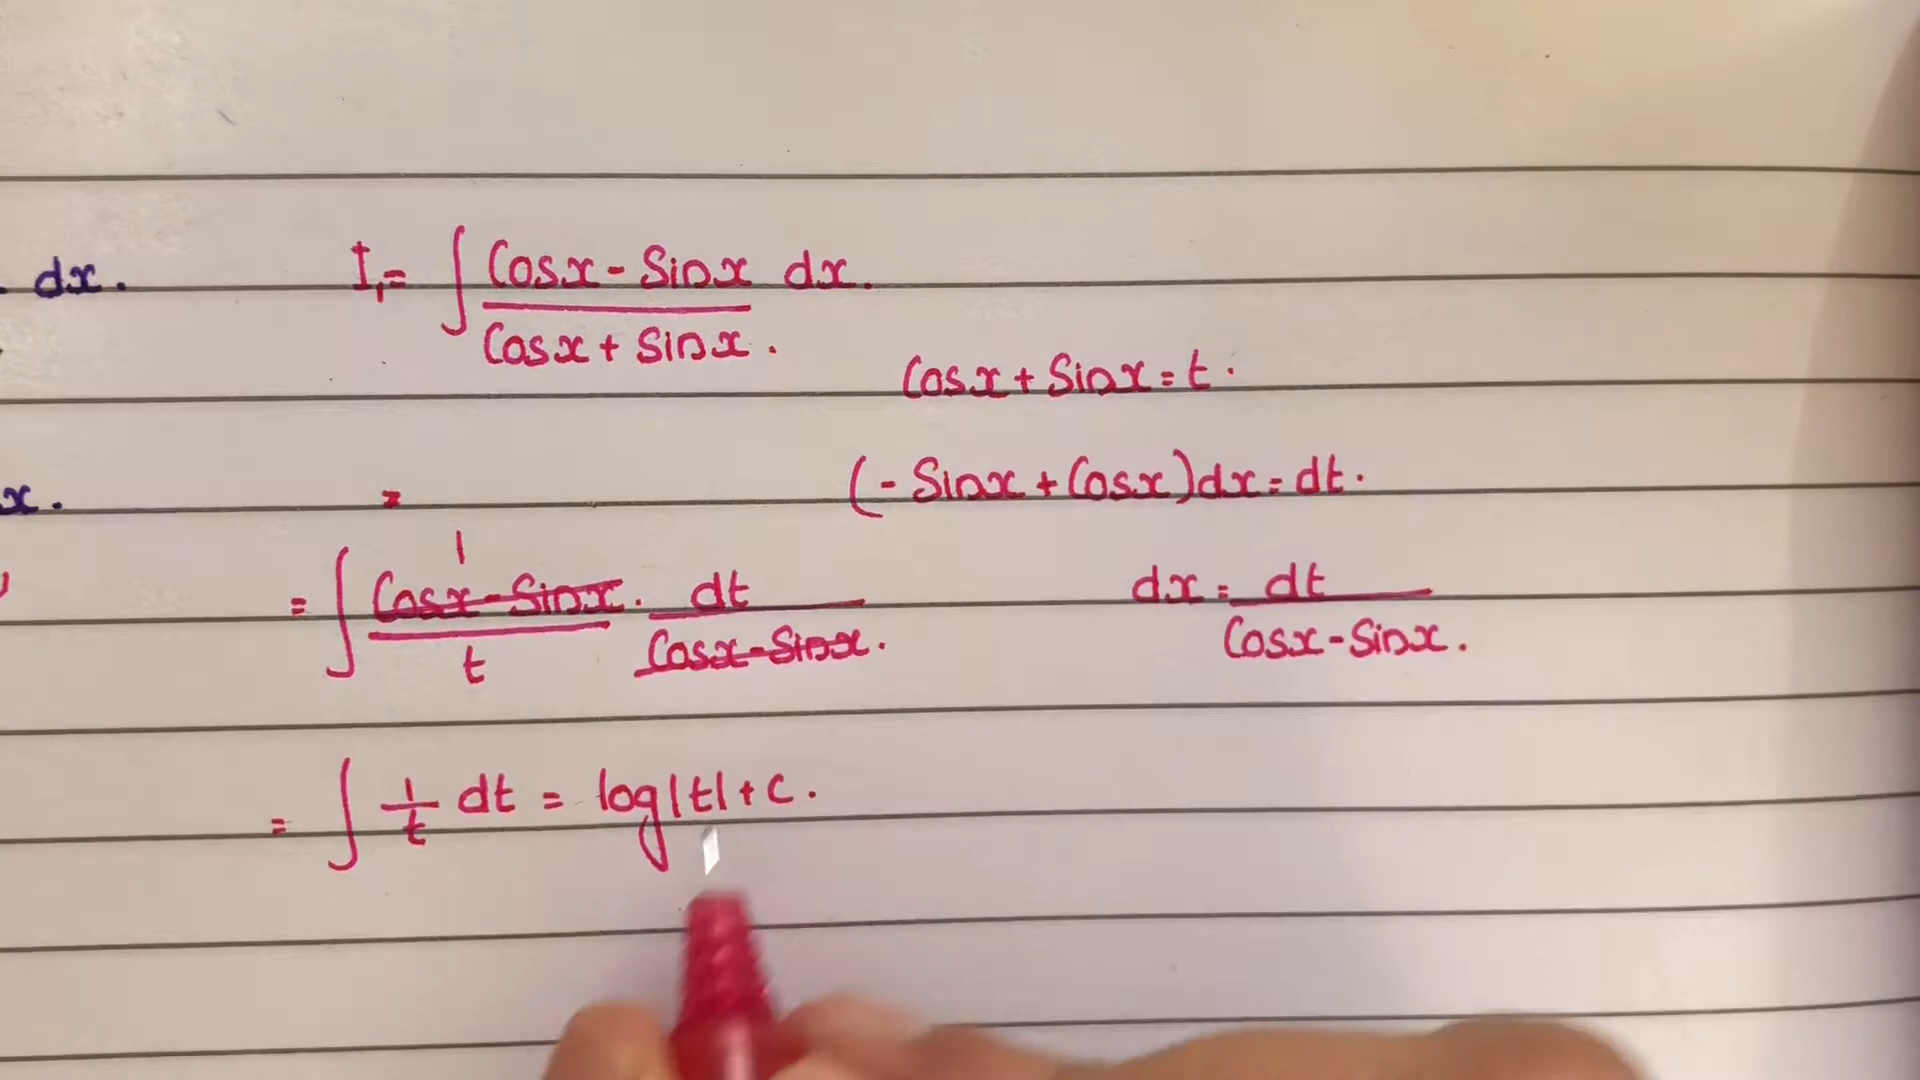 dx. I₁ = ∫ Cosx - Sinx / Cosx + Sinx . dx.
Cosx + Sinx = t.
x. = (- Sinx + Cosx) dx = dt.
= ∫ 1 Cosx - Sinx / t . dt / Cosx - Sinx . dx = dt / Cosx - Sinx .
= ∫ 1/t dt = log|t| + c.